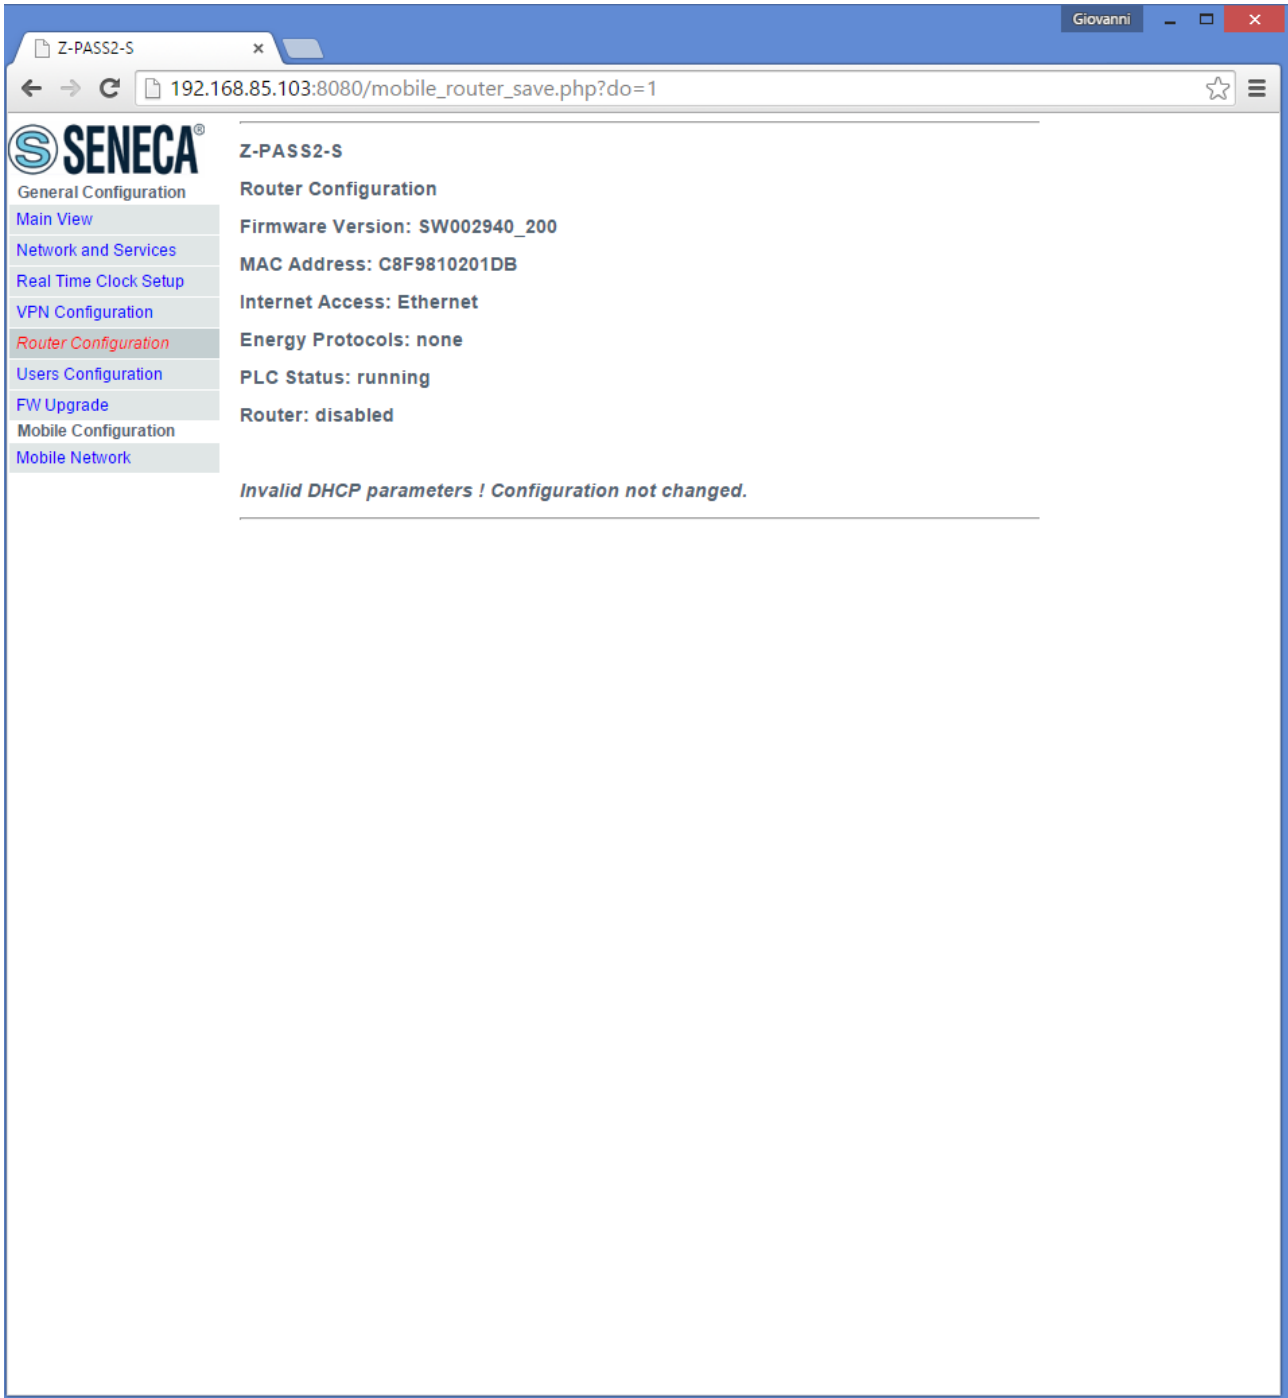 Giovanni
Z-PASS2-S
192.168.85.103:8080/mobile_router_save.php?do=1
S SENECA®
General Configuration
Main View
Network and Services
Real Time Clock Setup
VPN Configuration
Router Configuration
Users Configuration
FW Upgrade
Mobile Configuration
Mobile Network
Z-PASS2-S
Router Configuration
Firmware Version: SW002940_200
MAC Address: C8F9810201DB
Internet Access: Ethernet
Energy Protocols: none
PLC Status: running
Router: disabled
Invalid DHCP parameters ! Configuration not changed.